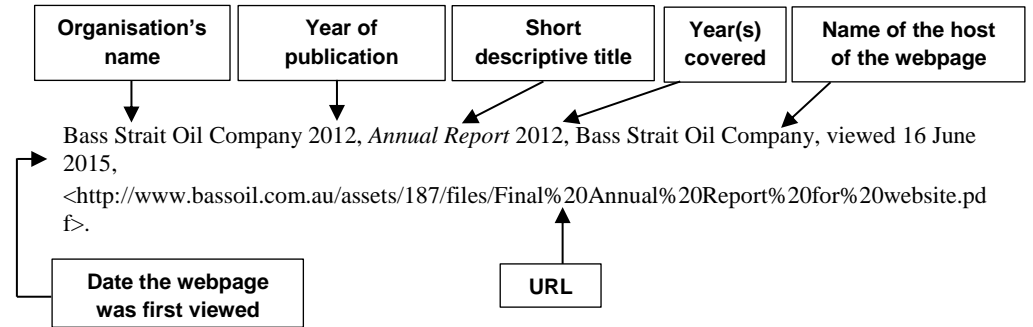 Organisation's
name
Year of
publication
Short
descriptive title
Year(s)
covered
Name of the host
of the webpage
Bass Strait Oil Company 2012, Annual Report 2012, Bass Strait Oil Company, viewed 16 June
2015,
<http://www.bassoil.com.au/assets/187/files/Final%20Annual%20Report%20for%20website.pd
f>.
Date the webpage
was first viewed
URL